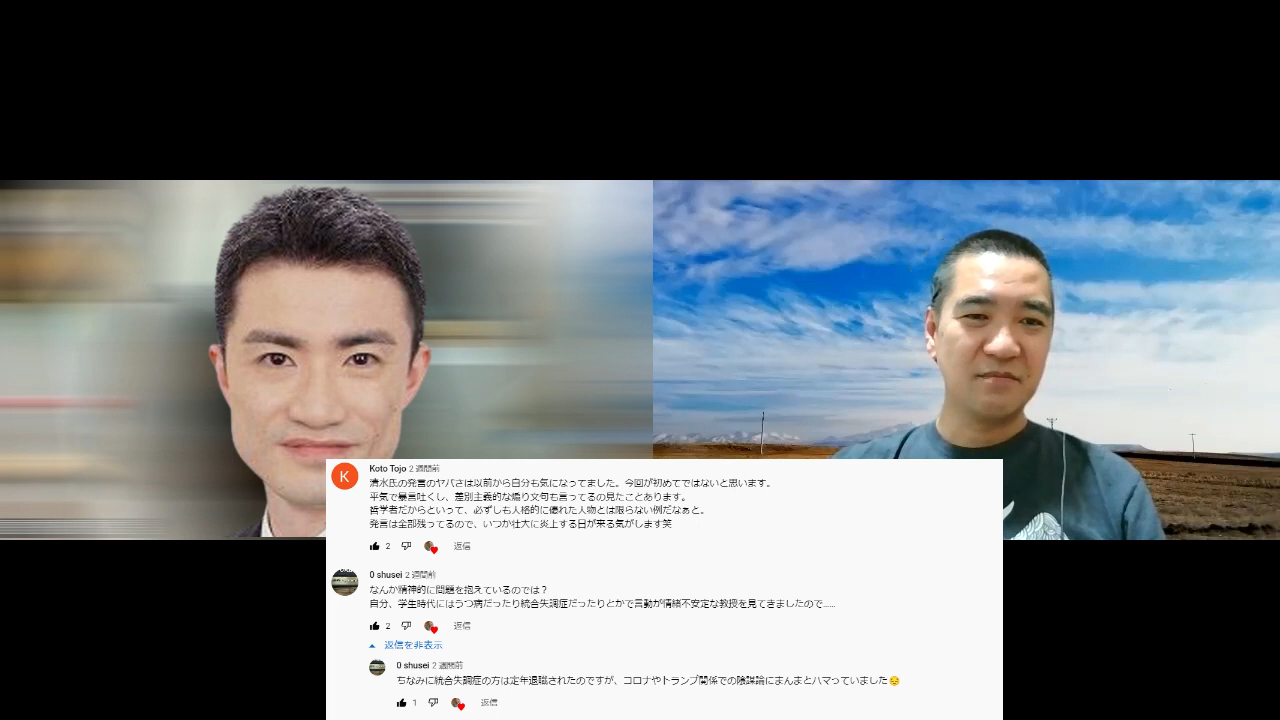 K
Koto Tojo 2 週間前
清水氏の発言のヤバさは以前から自分も気になってました。今回が初めてではないと思います。
平気で暴言吐くし、差別主義的な煽り文句も言ってるの見たことあります。
哲学者だからといって、必ずしも人格的に優れた人物とは限らない例だなぁと。
発言は全部残ってるので、いつか壮大に炎上する日が来る気がします笑
2 返信
0 shusei 2 週間前
なんか精神的に問題を抱えているのでは？
自分、学生時代にはうつ病だったり統合失調症だったりとかで言動が情緒不安定な教授を見てきましたので……
2 返信
返信を非表示
0 shusei 2 週間前
ちなみに統合失調症の方は定年退職されたのですが、コロナやトランプ関係での陰謀論にまんまとハマっていました😔
1 返信